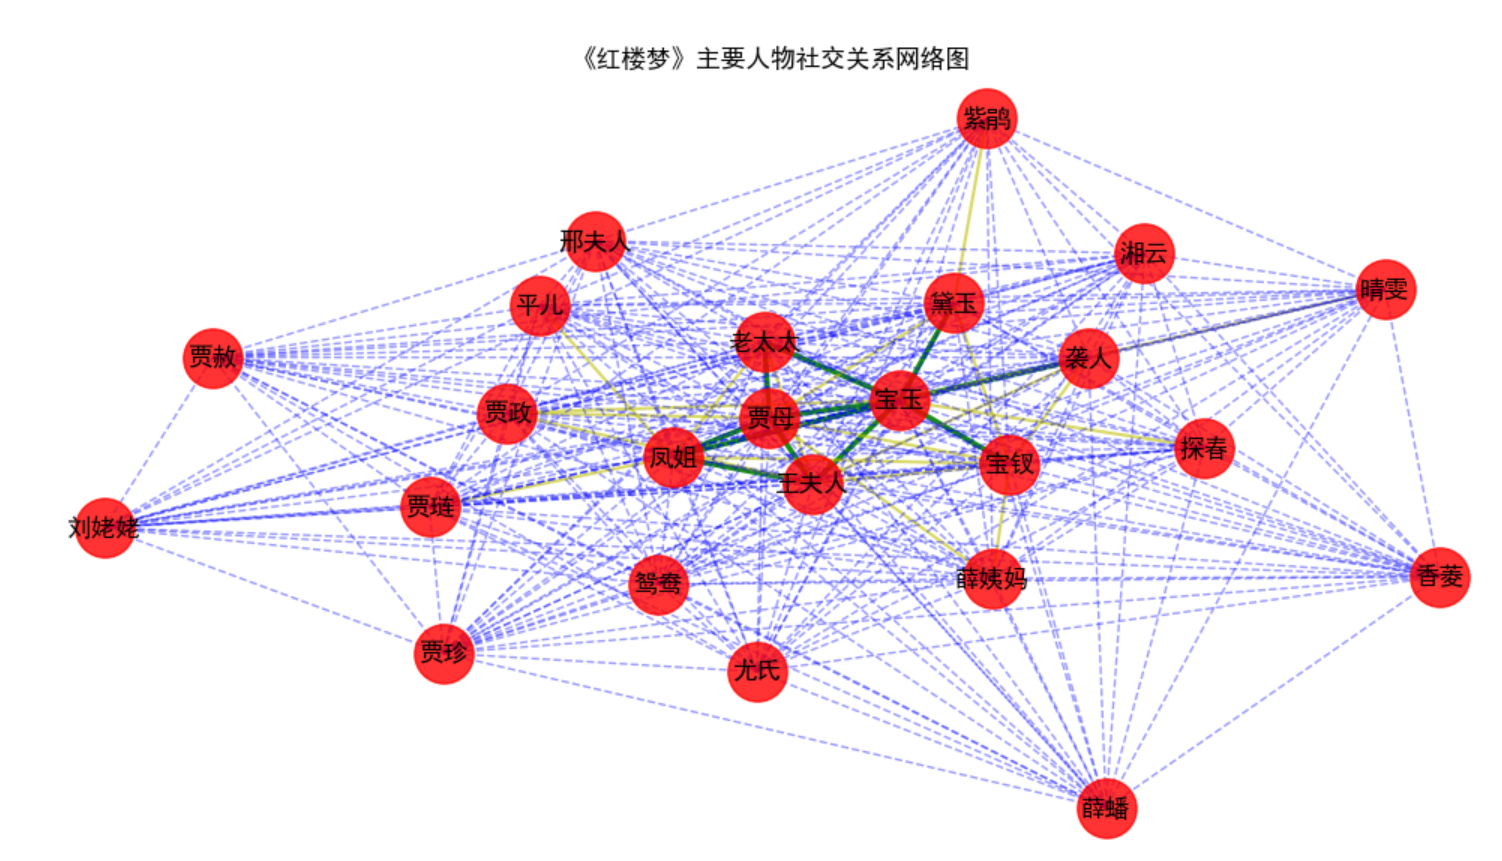 《红楼梦》主要人物社交关系网络图
紫鹃
邢夫人
湘云
晴雯
平儿
黛玉
老太太
贾赦
袭人
宝玉
贾政
贾母
探春
凤姐
宝钗
王夫人
贾琏
刘姥姥
鸳鸯
薛姨妈
香菱
贾珍
尤氏
薛蟠